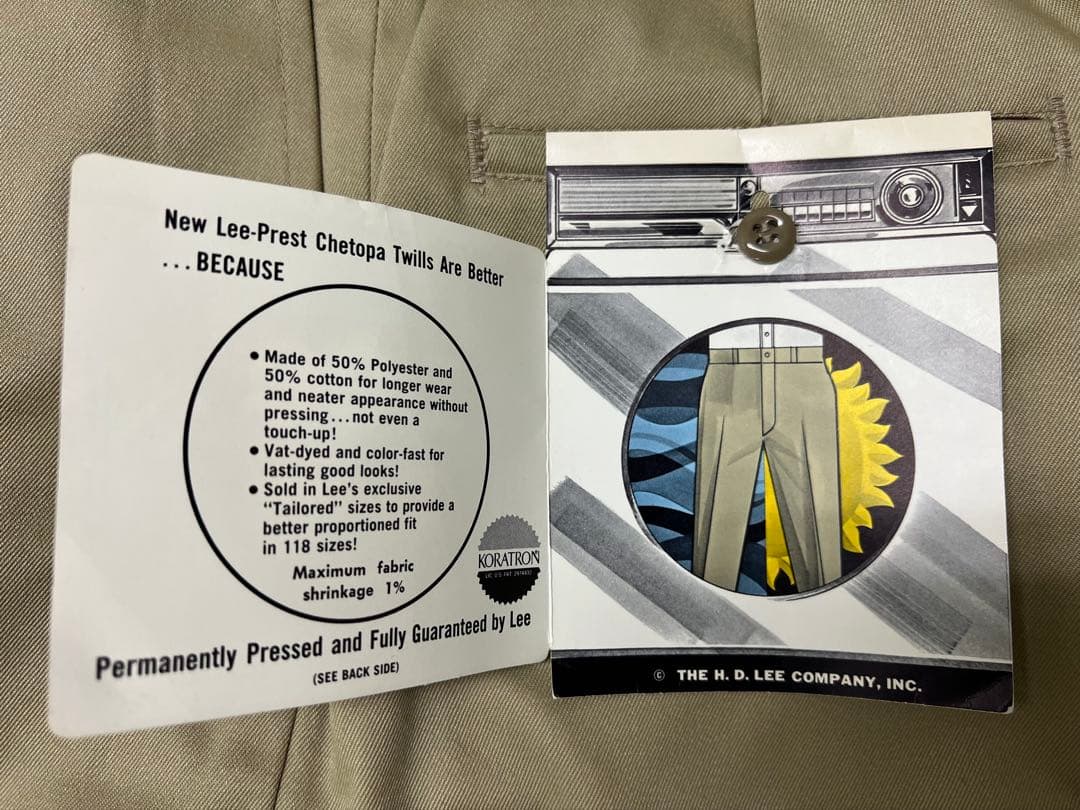 New Lee-Prest Chetopa Twills Are Better
...BECAUSE
• Made of 50% Polyester and
50% cotton for longer wear
and neater appearance without
pressing...not even a
touch-up!
• Vat-dyed and color-fast for
lasting good looks!
• Sold in Lee's exclusive
"Tailored" sizes to provide a
better proportioned fit
in 118 sizes!
Maximum fabric
shrinkage 1%
KORATRON
Permanently Pressed and Fully Guaranteed by Lee
(SEE BACK SIDE)
© THE H. D. LEE COMPANY, INC.